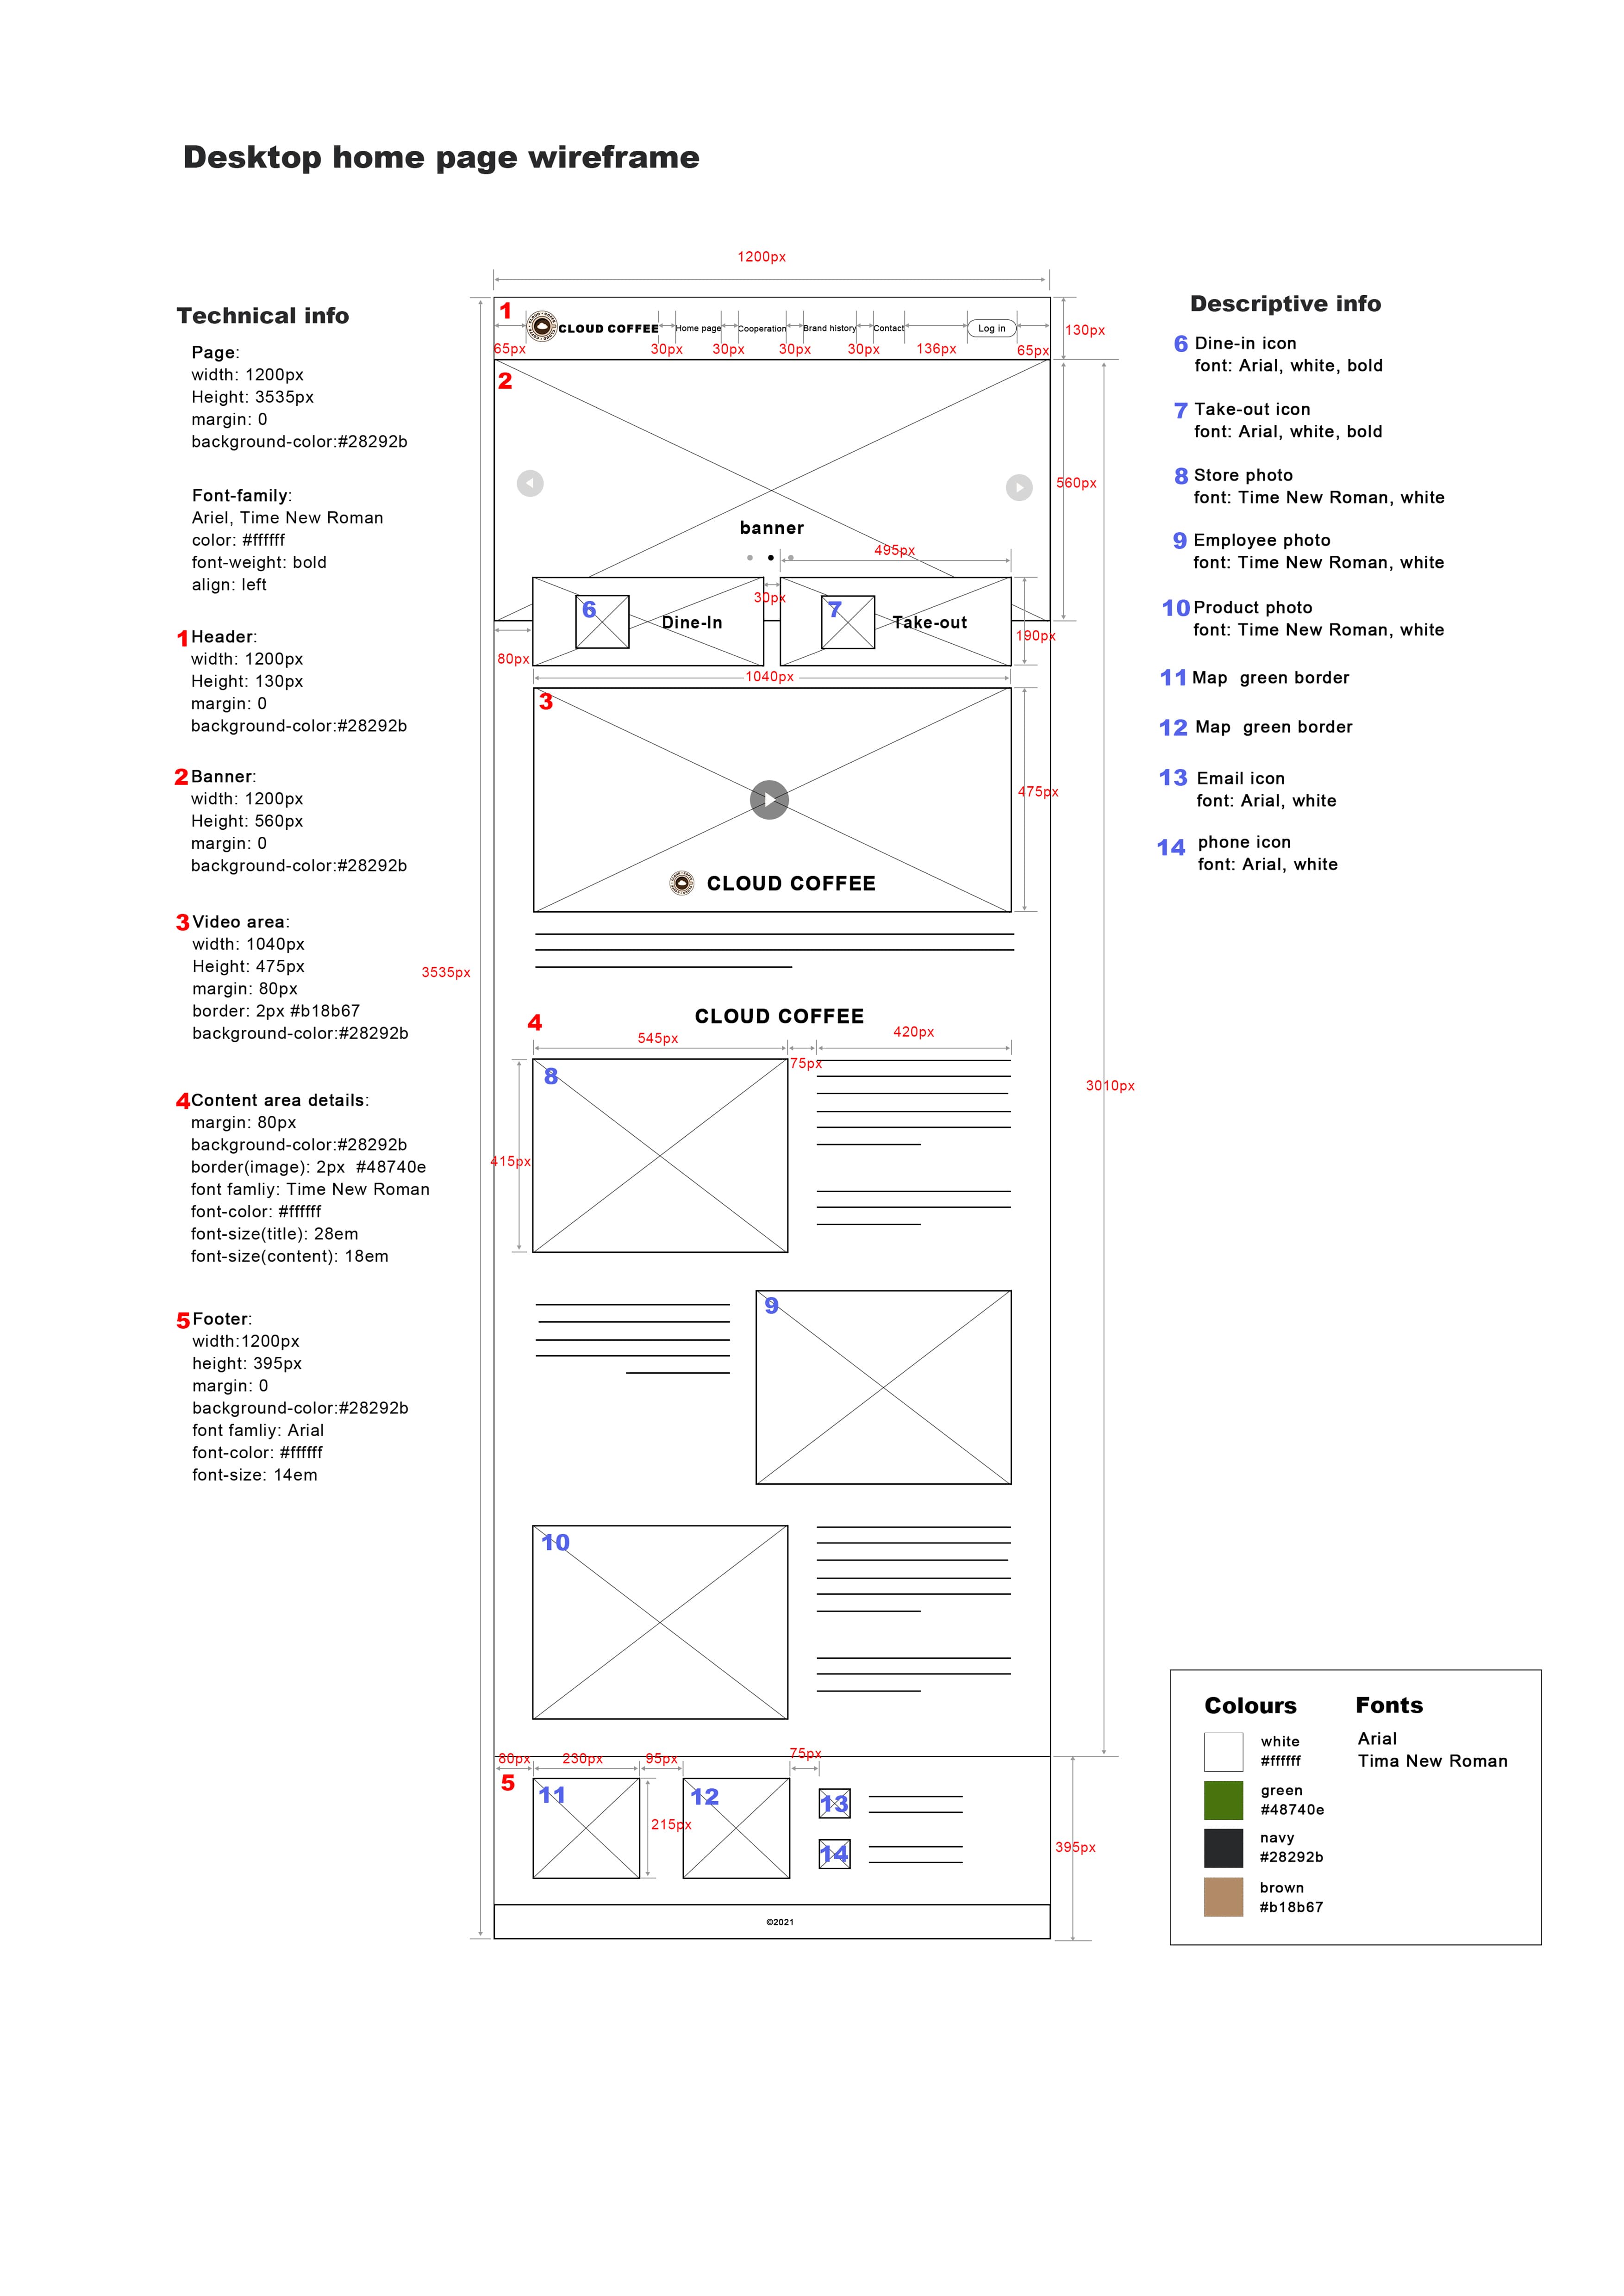 Desktop home page wireframe
Technical info
Page:
width: 1200px
Height: 3535px
margin: 0
background-color:#28292b
Font-family:
Ariel, Time New Roman
color: #ffffff
font-weight: bold
align: left
1 Header:
width: 1200px
Height: 130px
margin: 0
background-color:#28292b
2 Banner:
width: 1200px
Height: 560px
margin: 0
background-color:#28292b
3 Video area:
width: 1040px
Height: 475px
margin: 80px
border: 2px #b18b67
background-color:#28292b
4 Content area details:
margin: 80px
background-color:#28292b
border(image): 2px #48740e
font famliy: Time New Roman
font-color: #ffffff
font-size(title): 28em
font-size(content): 18em
5 Footer:
width:1200px
height: 395px
margin: 0
background-color:#28292b
font famliy: Arial
font-color: #ffffff
font-size: 14em
1200px
3535px
1
CLOUD COFFEE Home page Cooperation Brand history Contact Log in
65px 30px 30px 30px 30px 136px 65px
130px
2
560px
banner
495px
6
Dine-In
30px
7
Take-out
190px
80px
1040px
3
475px
CLOUD COFFEE
CLOUD COFFEE
4
545px
75px
420px
8
415px
3010px
9
10
80px 230px 95px 75px
5
11
215px
12
13
14
395px
©2021
Descriptive info
6 Dine-in icon
font: Arial, white, bold
7 Take-out icon
font: Arial, white, bold
8 Store photo
font: Time New Roman, white
9 Employee photo
font: Time New Roman, white
10 Product photo
font: Time New Roman, white
11 Map green border
12 Map green border
13 Email icon
font: Arial, white
14 phone icon
font: Arial, white
Colours
white
#ffffff
green
#48740e
navy
#28292b
brown
#b18b67
Fonts
Arial
Tima New Roman